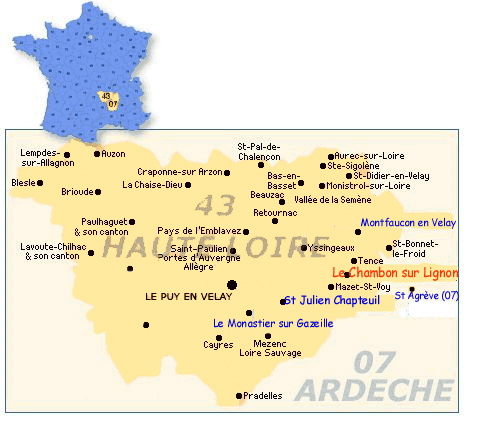 43
07
St-Pal-de-
Chalençon
Lempdes-
sur-Allagnon
Auzon
Aurec-sur-Loire
Ste-Sigolène
Craponne-sur Arzon
Bas-en-
Basset
St-Didier-en-Velay
Blesle
La Chaise-Dieu
Monistrol-sur-Loire
Brioude
Beauzac
Vallée de la Semène
43
Retournac
Paulhaguet
& son canton
Montfaucon en Velay
Pays de l'Emblavez
HAUTE LOIRE
Lavoute-Chilhac
& son canton
Saint-Paulien
Portes d'Auvergne
Allègre
Yssingeaux
St-Bonnet-
le-Froid
Tence
Le Chambon sur Lignon
Mazet-St-Voy
LE PUY EN VELAY
St Julien Chapteuil
St Agrève (07)
Le Monastier sur Gazeille
Cayres
Mezenc
Loire Sauvage
07
ARDECHE
Pradelles